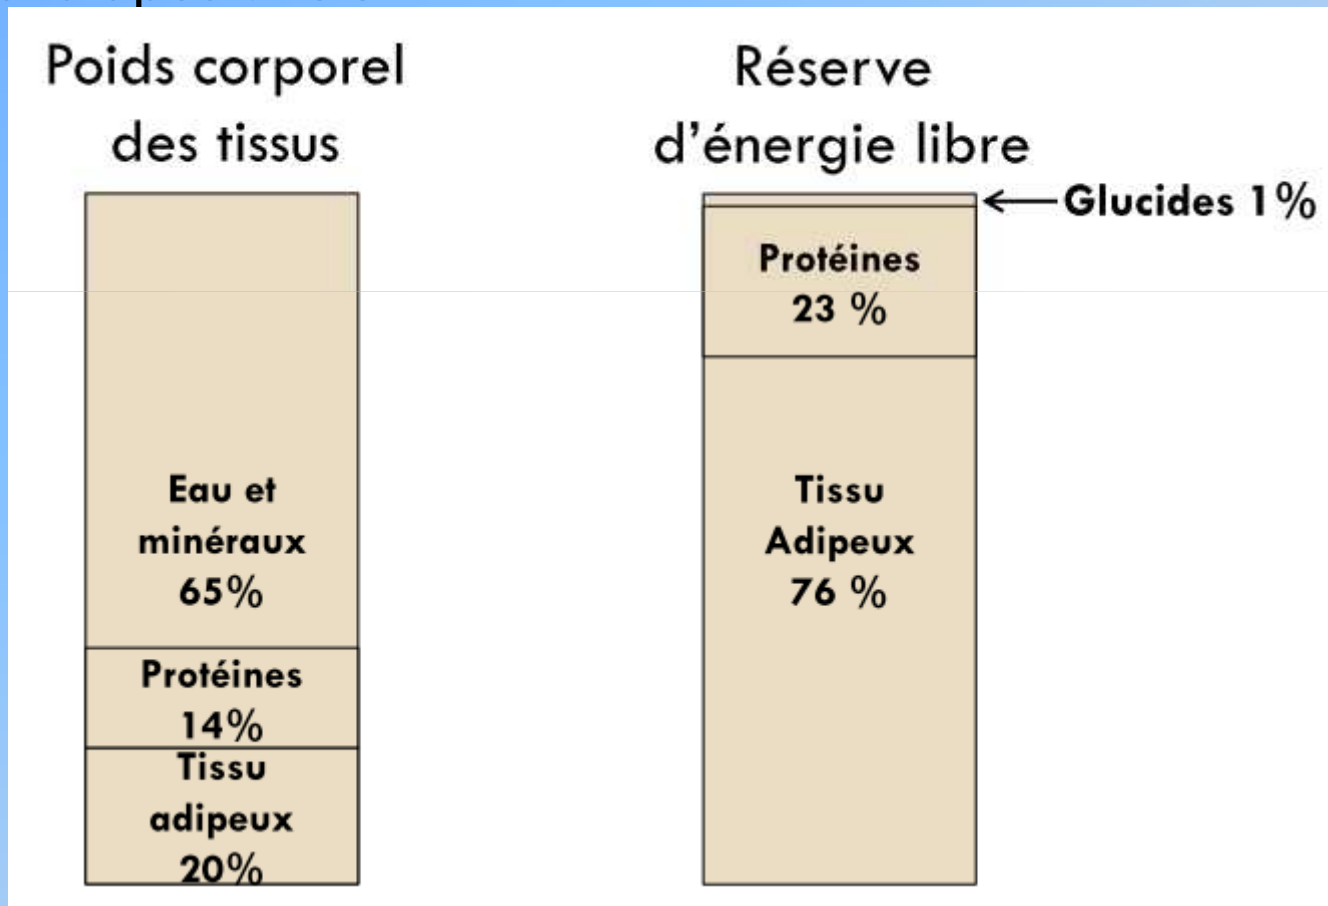 Poids corporel
des tissus
Eau et
minéraux
65%
Protéines
14%
Tissu
adipeux
20%
Réserve
d'énergie libre
Glucides 1%
Protéines
23 %
Tissu
Adipeux
76 %